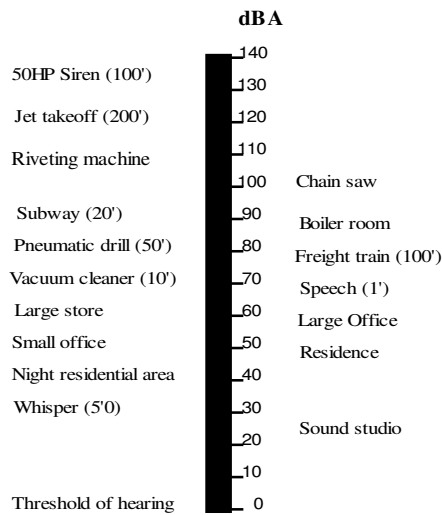 dBA
140
50HP Siren (100')
130
Jet takeoff (200')
120
Riveting machine
110
100
Chain saw
Subway (20')
90
Boiler room
Pneumatic drill (50')
80
Freight train (100')
Vacuum cleaner (10')
70
Speech (1')
Large store
60
Large Office
Small office
50
Residence
Night residential area
40
Whisper (5'0)
30
Sound studio
20
10
Threshold of hearing
0